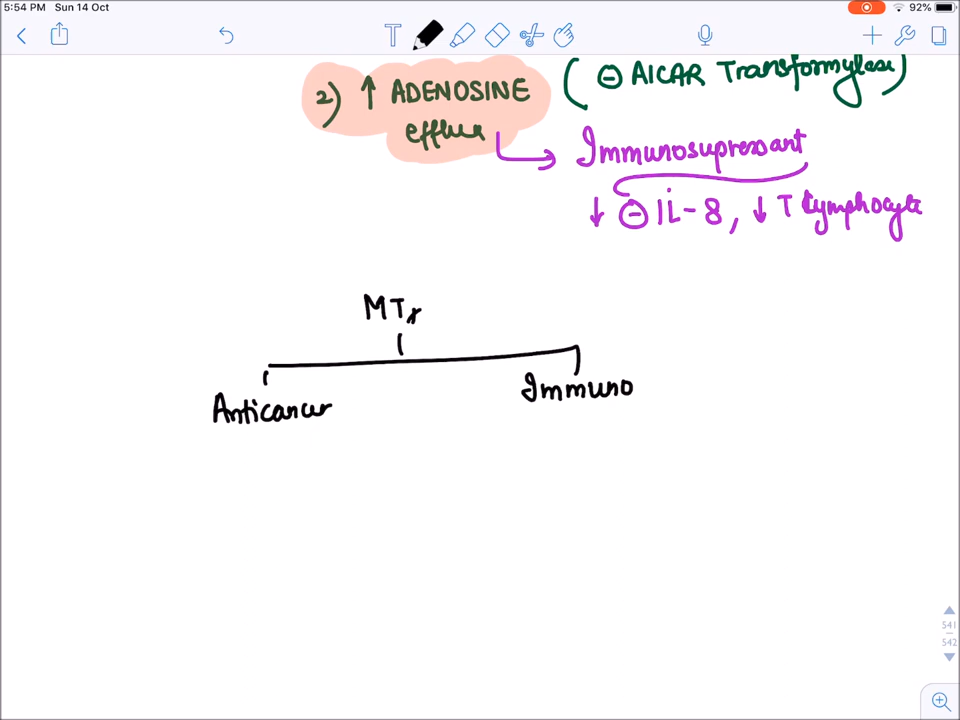 5:54 PM Sun 14 Oct 92%
T
(⊖ AICAR Transformylase)
2) ↑ ADENOSINE
efflux
Immunosupressant
↓ ⊖ IL-8, ↓ T Lymphocyte
MTx
Anticancer
Immuno
541
542